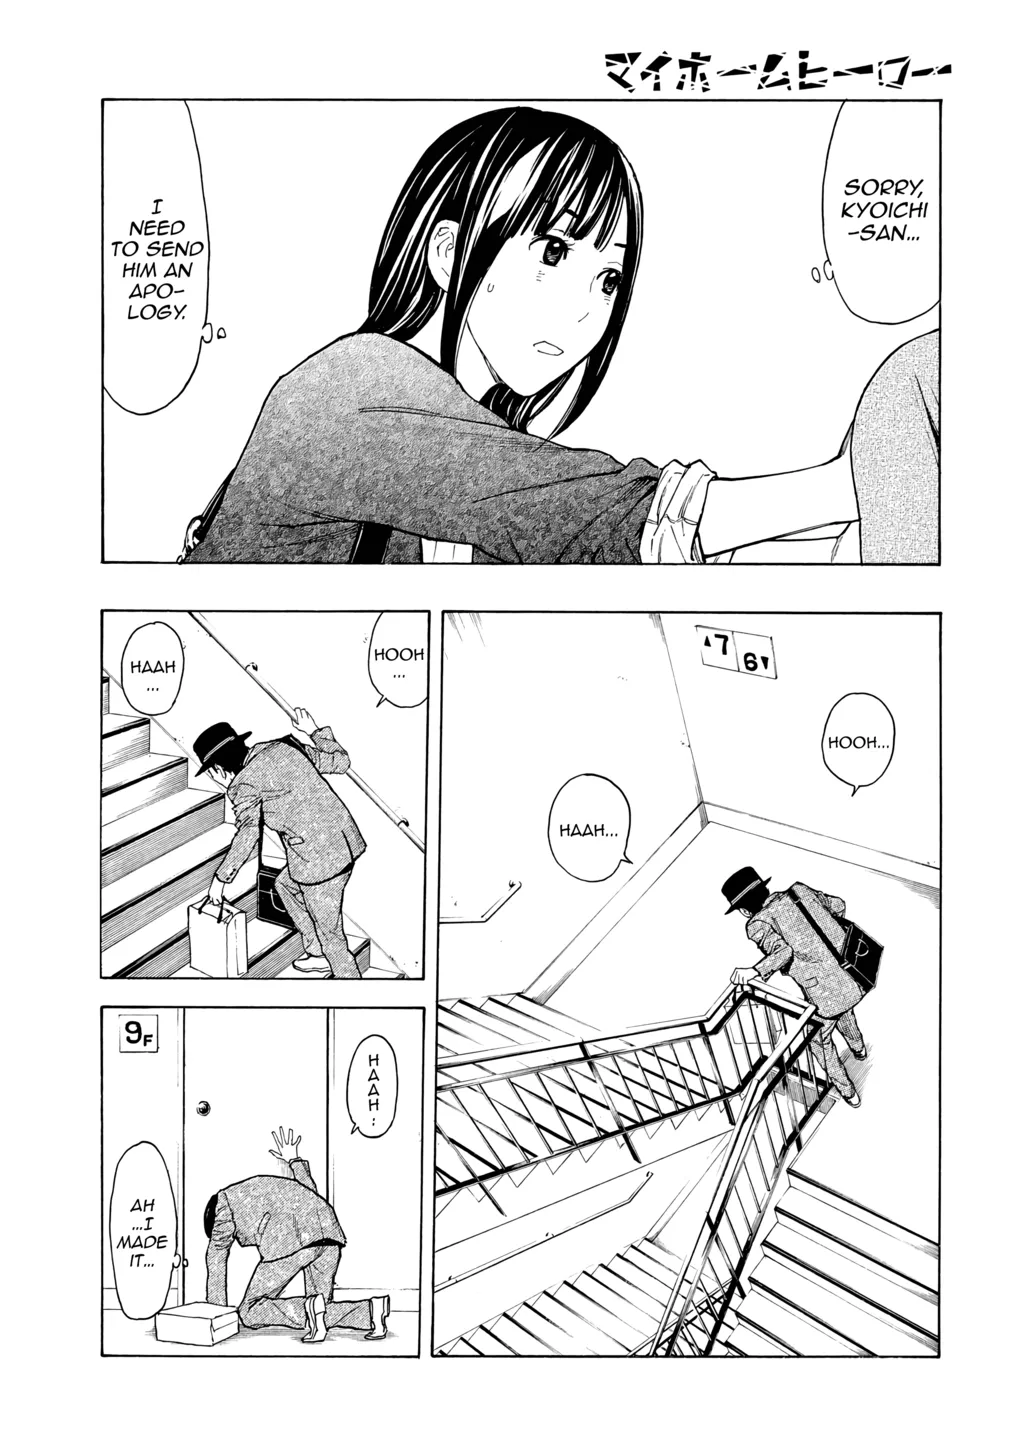 マイホームヒーロー
SORRY,
KYOICHI
-SAN...
I
NEED
TO SEND
HIM AN
APO-
LOGY.
▲7
6▼
HOOH...
HAAH...
HOOH
...
HAAH
...
9F
H
A
A
H
...
AH
...I
MADE
IT...